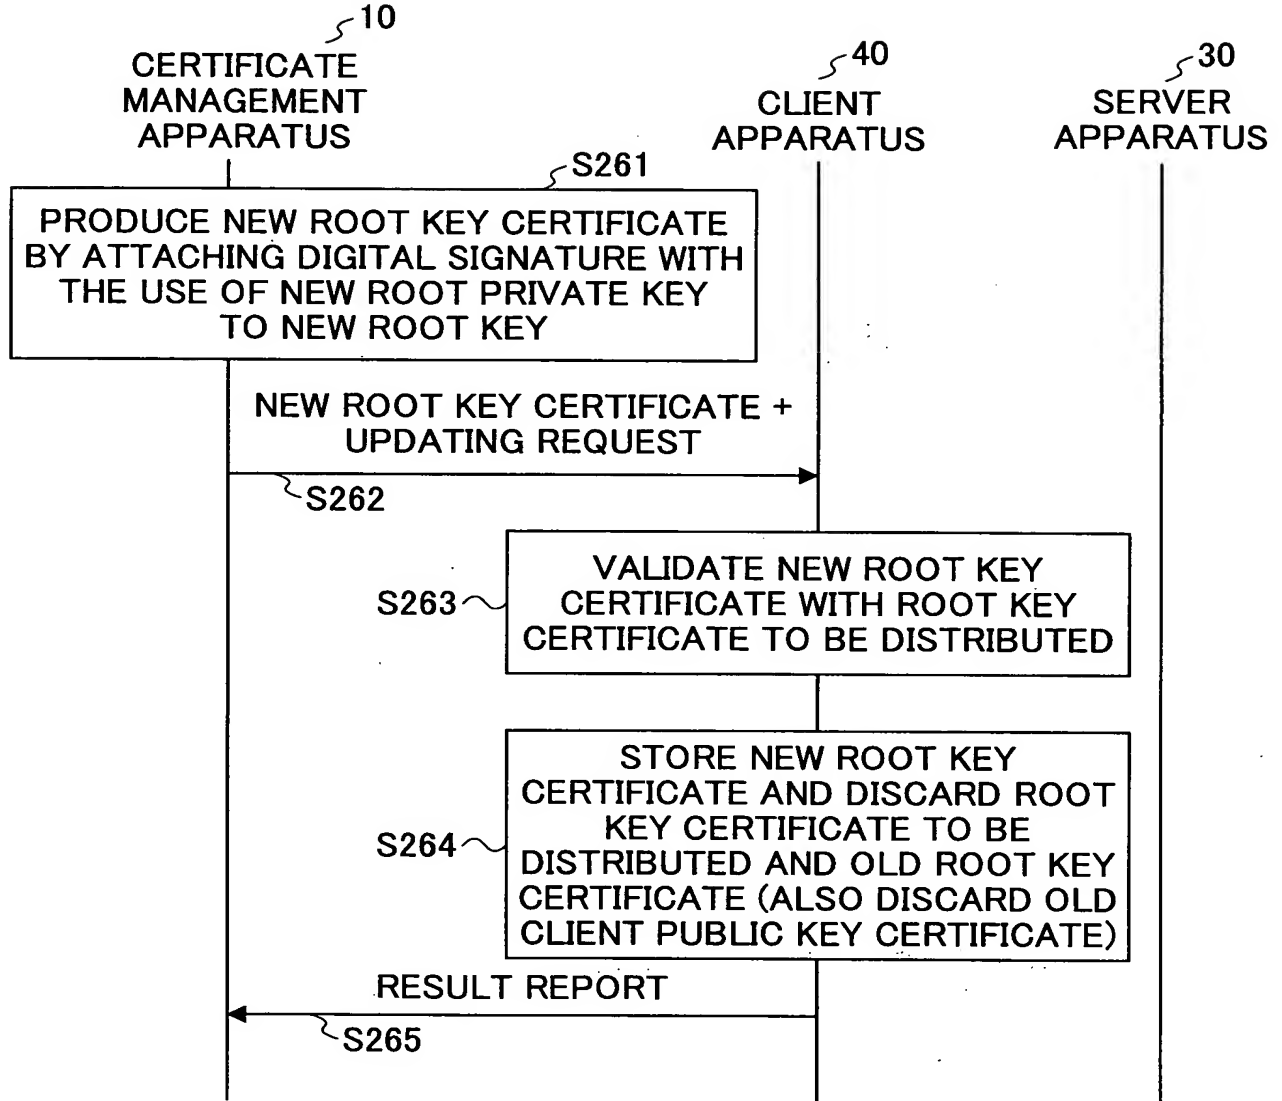 10
CERTIFICATE
MANAGEMENT
APPARATUS
40
CLIENT
APPARATUS
30
SERVER
APPARATUS
S261
PRODUCE NEW ROOT KEY CERTIFICATE
BY ATTACHING DIGITAL SIGNATURE WITH
THE USE OF NEW ROOT PRIVATE KEY
TO NEW ROOT KEY
NEW ROOT KEY CERTIFICATE +
UPDATING REQUEST
S262
S263
VALIDATE NEW ROOT KEY
CERTIFICATE WITH ROOT KEY
CERTIFICATE TO BE DISTRIBUTED
S264
STORE NEW ROOT KEY
CERTIFICATE AND DISCARD ROOT
KEY CERTIFICATE TO BE
DISTRIBUTED AND OLD ROOT KEY
CERTIFICATE (ALSO DISCARD OLD
CLIENT PUBLIC KEY CERTIFICATE)
RESULT REPORT
S265